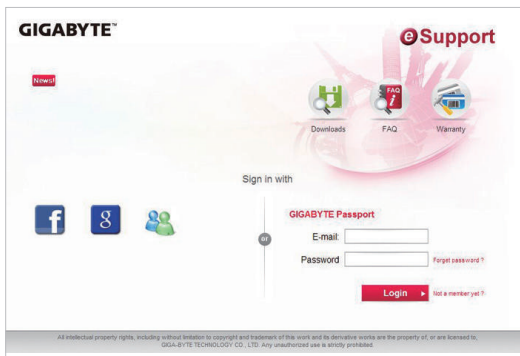 GIGABYTE™
eSupport
News!
FAQ
Downloads
FAQ
Warranty
Sign in with
f
g
or
GIGABYTE Passport
E-mail:
Password
Forget password ?
Login
Not a member yet ?
All intellectual property rights, including without limitation to copyright and trademark of this work and its derivative works are the property of, or are licensed to,
GIGA-BYTE TECHNOLOGY CO., LTD. Any unauthorized use is strictly prohibited.